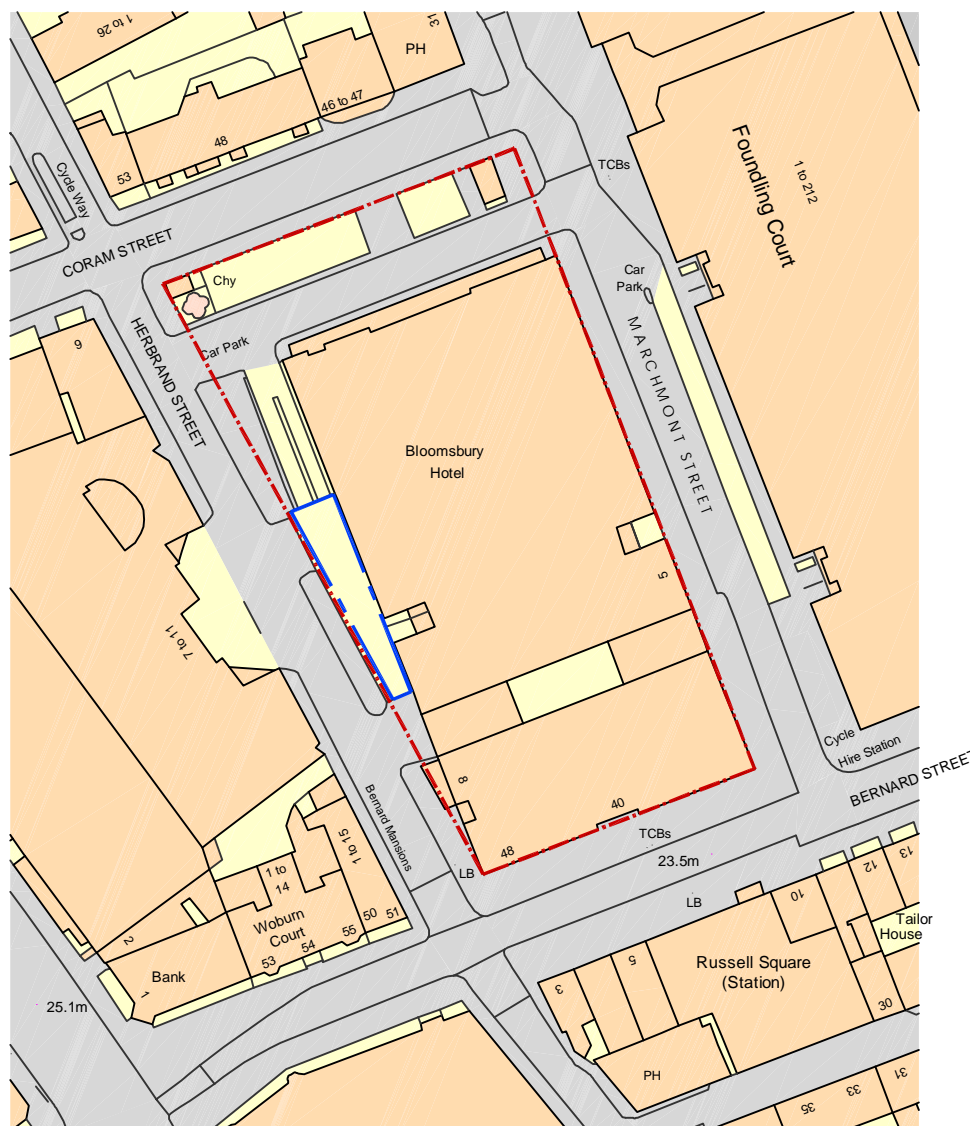 1 to 26
31
PH
46 to 47
48
53
Cycle Way
CORAM STREET
TCBs
Foundling Court
1 to 212
Chy
Car Park
Car
Park
HERBRAND STREET
9
MARCHMONT STREET
Bloomsbury
Hotel
5
7 to 11
8
40
48
TCBs
23.5m
LB
Cycle
Hire Station
BERNARD STREET
Bernard Mansions
1 to 15
1 to
14
Woburn
Court
50
51
55
54
53
2
Bank
1
25.1m
LB
13
12
10
Tailor
House
5
3
Russell Square
(Station)
30
PH
31
33
35